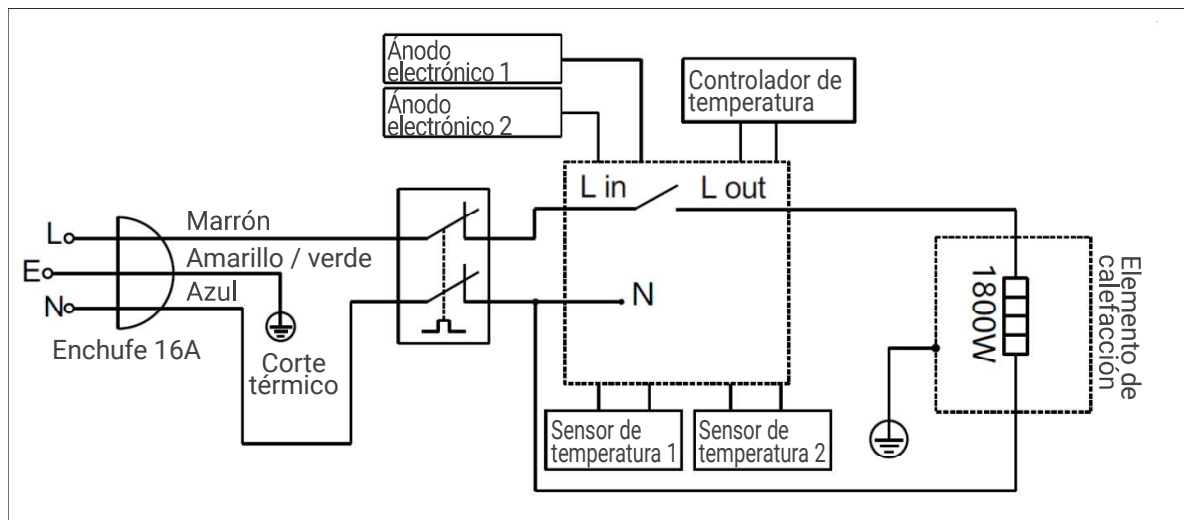 Ánodo
electrónico 1
Ánodo
electrónico 2
Controlador de
temperatura
L in
L out
L
Marrón
E
Amarillo / verde
N
Azul
Enchufe 16A
Corte
térmico
N
1800W
Elemento de
calefacción
Sensor de
temperatura 1
Sensor de
temperatura 2